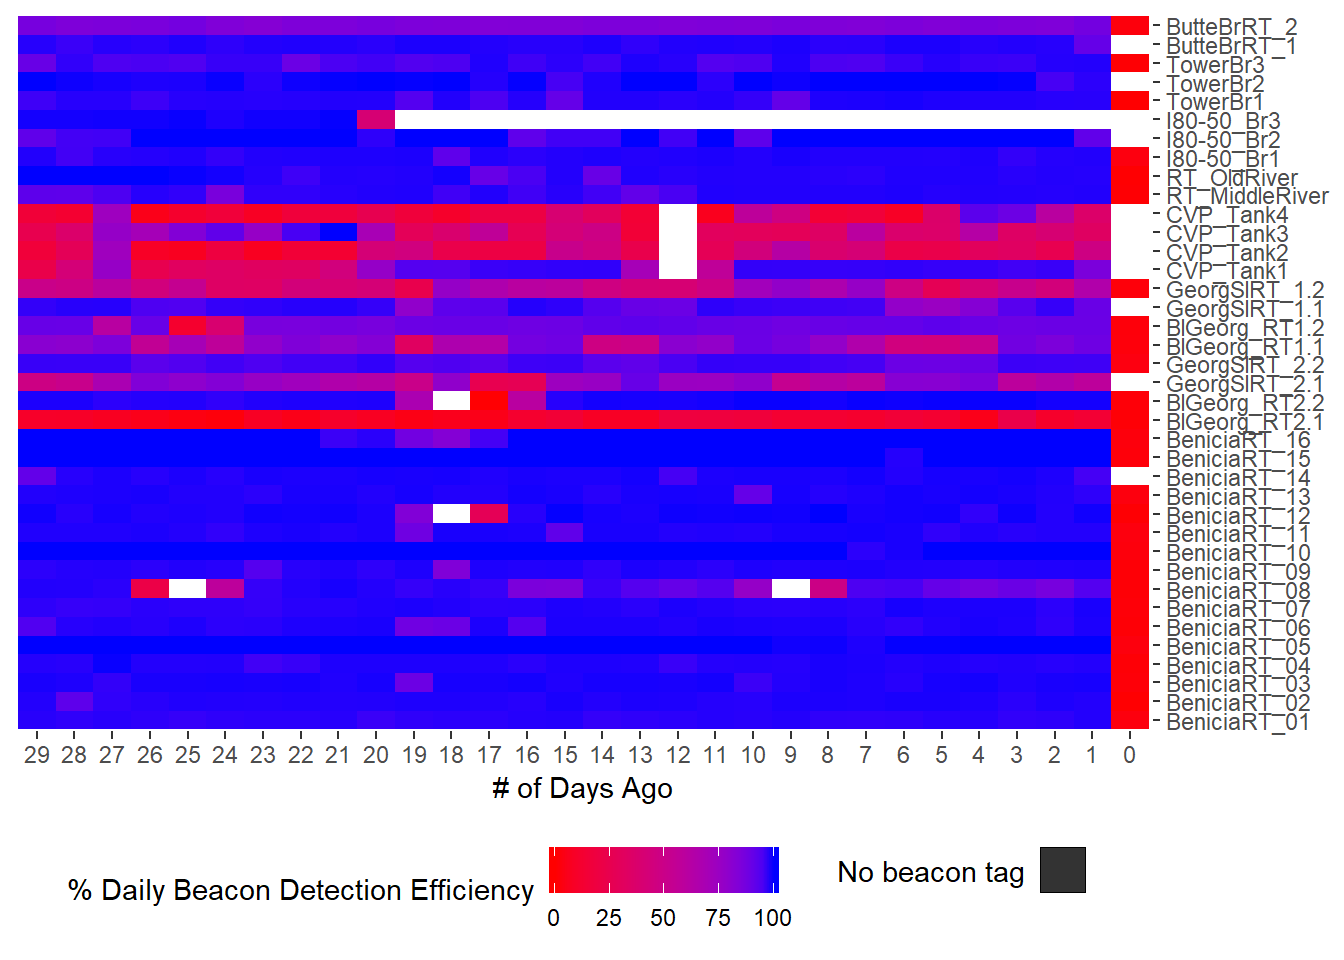 ButteBrRT_2
ButteBrRT_1
TowerBr3
TowerBr2
TowerBr1
I80-50_Br3
I80-50_Br2
I80-50_Br1
RT_OldRiver
RT_MiddleRiver
CVP_Tank4
CVP_Tank3
CVP_Tank2
CVP_Tank1
GeorgSlRT_1.2
GeorgSlRT_1.1
BlGeorg_RT1.2
BlGeorg_RT1.1
GeorgSlRT_2.2
GeorgSlRT_2.1
BlGeorg_RT2.2
BlGeorg_RT2.1
BeniciaRT_16
BeniciaRT_15
BeniciaRT_14
BeniciaRT_13
BeniciaRT_12
BeniciaRT_11
BeniciaRT_10
BeniciaRT_09
BeniciaRT_08
BeniciaRT_07
BeniciaRT_06
BeniciaRT_05
BeniciaRT_04
BeniciaRT_03
BeniciaRT_02
BeniciaRT_01
29 28 27 26 25 24 23 22 21 20 19 18 17 16 15 14 13 12 11 10 9 8 7 6 5 4 3 2 1 0
# of Days Ago
% Daily Beacon Detection Efficiency
0 25 50 75 100
No beacon tag